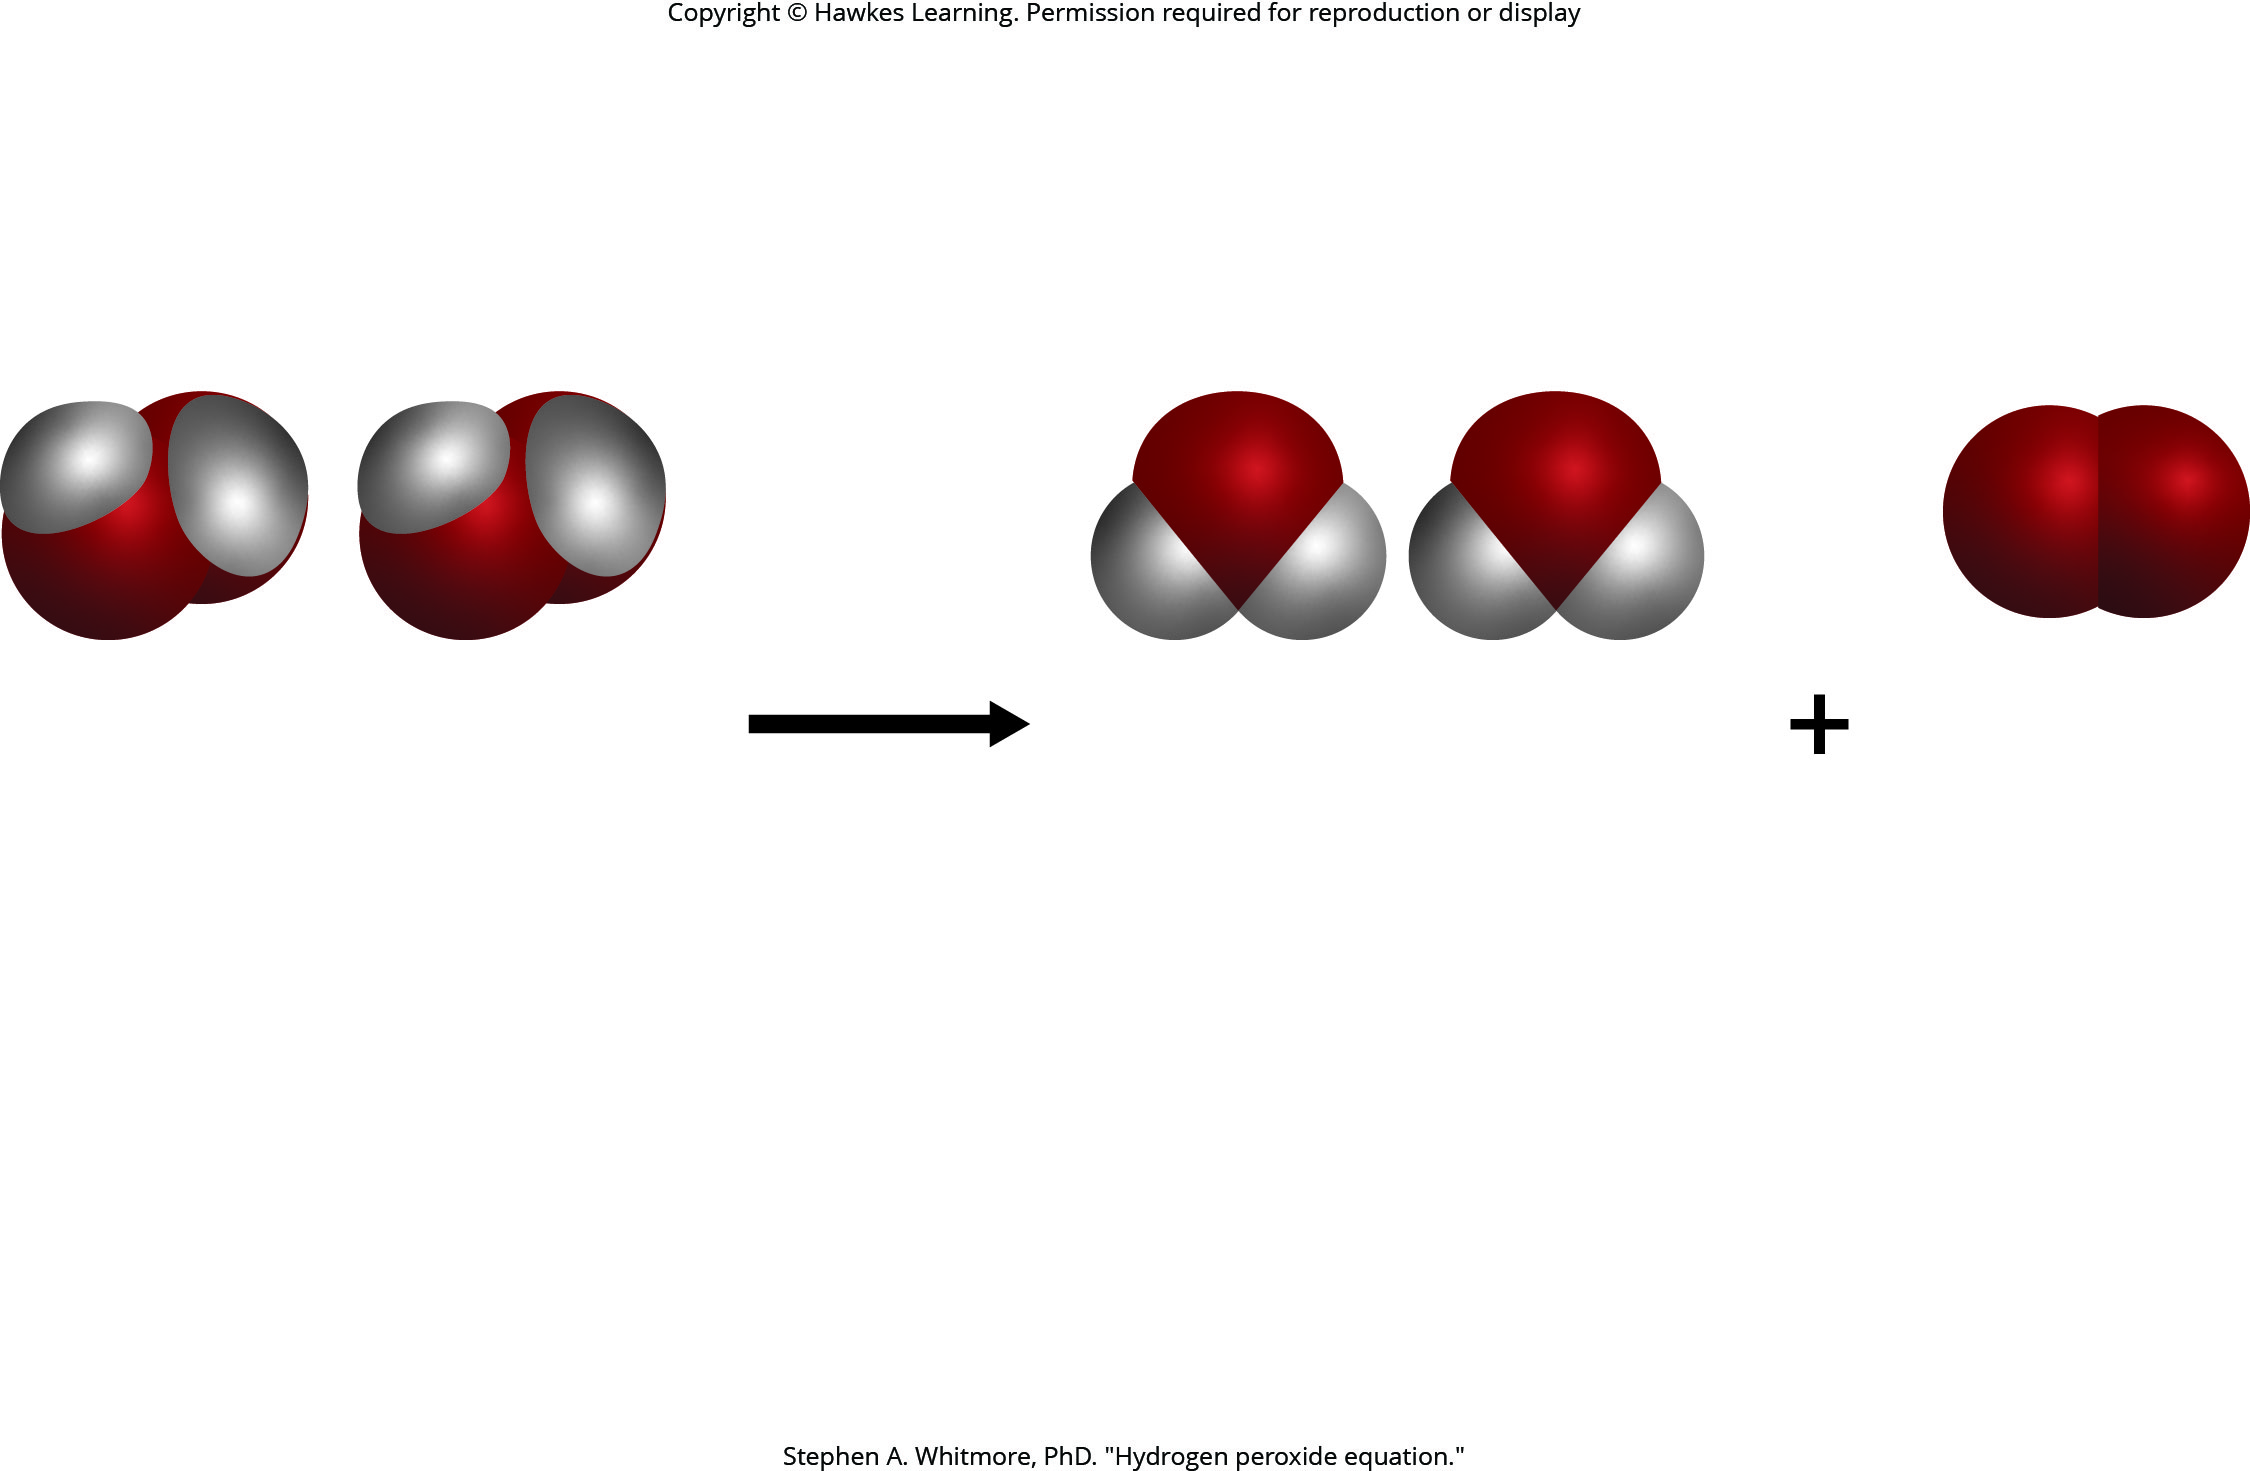 Copyright © Hawkes Learning. Permission required for reproduction or display
+
Stephen A. Whitmore, PhD. "Hydrogen peroxide equation."